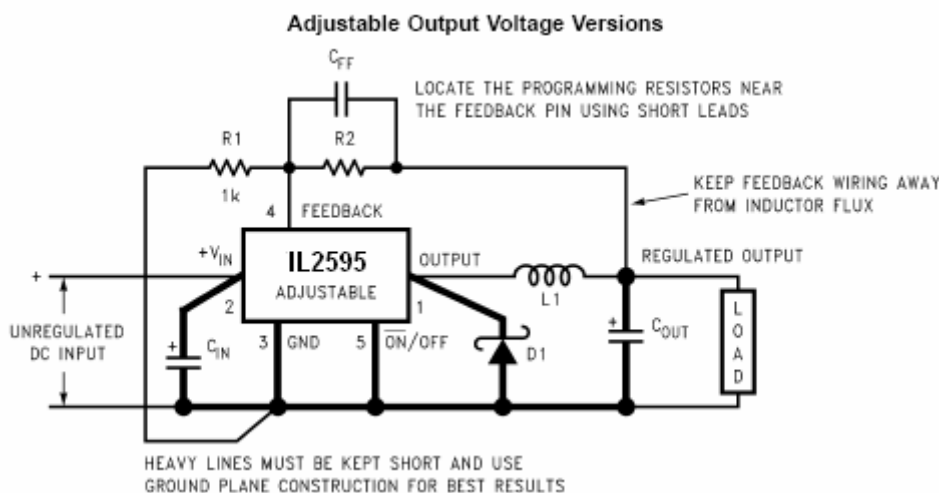 Adjustable Output Voltage Versions
CFF
LOCATE THE PROGRAMMING RESISTORS NEAR
THE FEEDBACK PIN USING SHORT LEADS
R1
R2
1k
KEEP FEEDBACK WIRING AWAY
FROM INDUCTOR FLUX
4
FEEDBACK
+VIN
IL2595
ADJUSTABLE
OUTPUT
REGULATED OUTPUT
+
2
1
L1
UNREGULATED
DC INPUT
+
CIN
3
GND
5
O̅N̅/OFF
D1
+
COUT
LOAD
HEAVY LINES MUST BE KEPT SHORT AND USE
GROUND PLANE CONSTRUCTION FOR BEST RESULTS